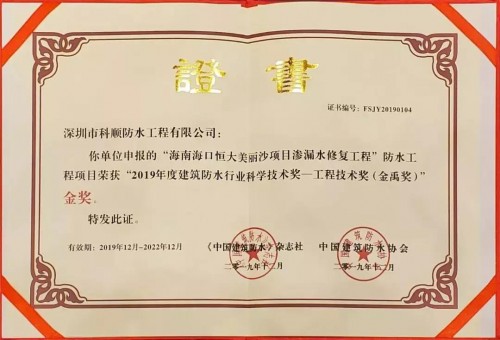 證書
证书编号：FSJY20190104
深圳市科顺防水工程有限公司：
你单位申报的“海南海口恒大美丽沙项目渗漏水修复工程”防水工
程项目荣获“2019年度建筑防水行业科学技术奖—工程技术奖（金禹奖）”
金奖。
特发此证。
有效期：2019年12月-2022年12月
《中国建筑防水》杂志社
中国建筑防水协会
二〇一九年十二月
二〇一九年十二月